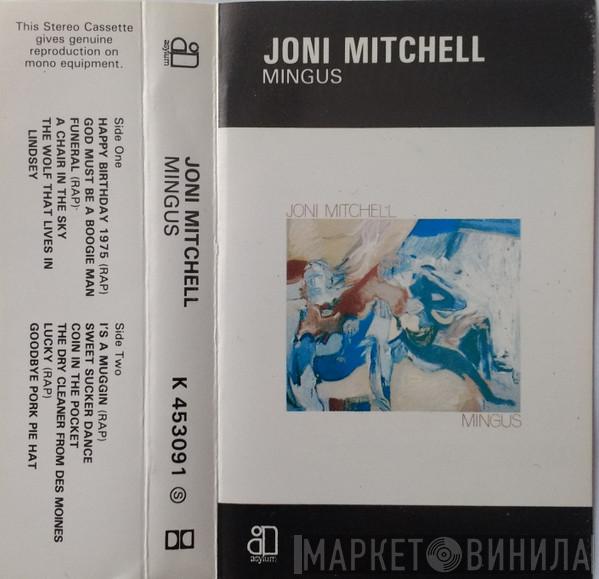 This Stereo Cassette
gives genuine
reproduction on
mono equipment.
Side One
HAPPY BIRTHDAY 1975 (RAP)
GOD MUST BE A BOOGIE MAN
FUNERAL (RAP)
A CHAIR IN THE SKY
THE WOLF THAT LIVES IN
LINDSEY
Side Two
I'S A MUGGIN (RAP)
SWEET SUCKER DANCE
COIN IN THE POCKET
THE DRY CLEANER FROM DES MOINES
LUCKY (RAP)
GOODBYE PORK PIE HAT
asylum
JONI MITCHELL
MINGUS
K 453091 S
JONI MITCHELL
MINGUS
JONI MITCHELL
MINGUS
asylum
МАРКЕТ ВИНИЛА